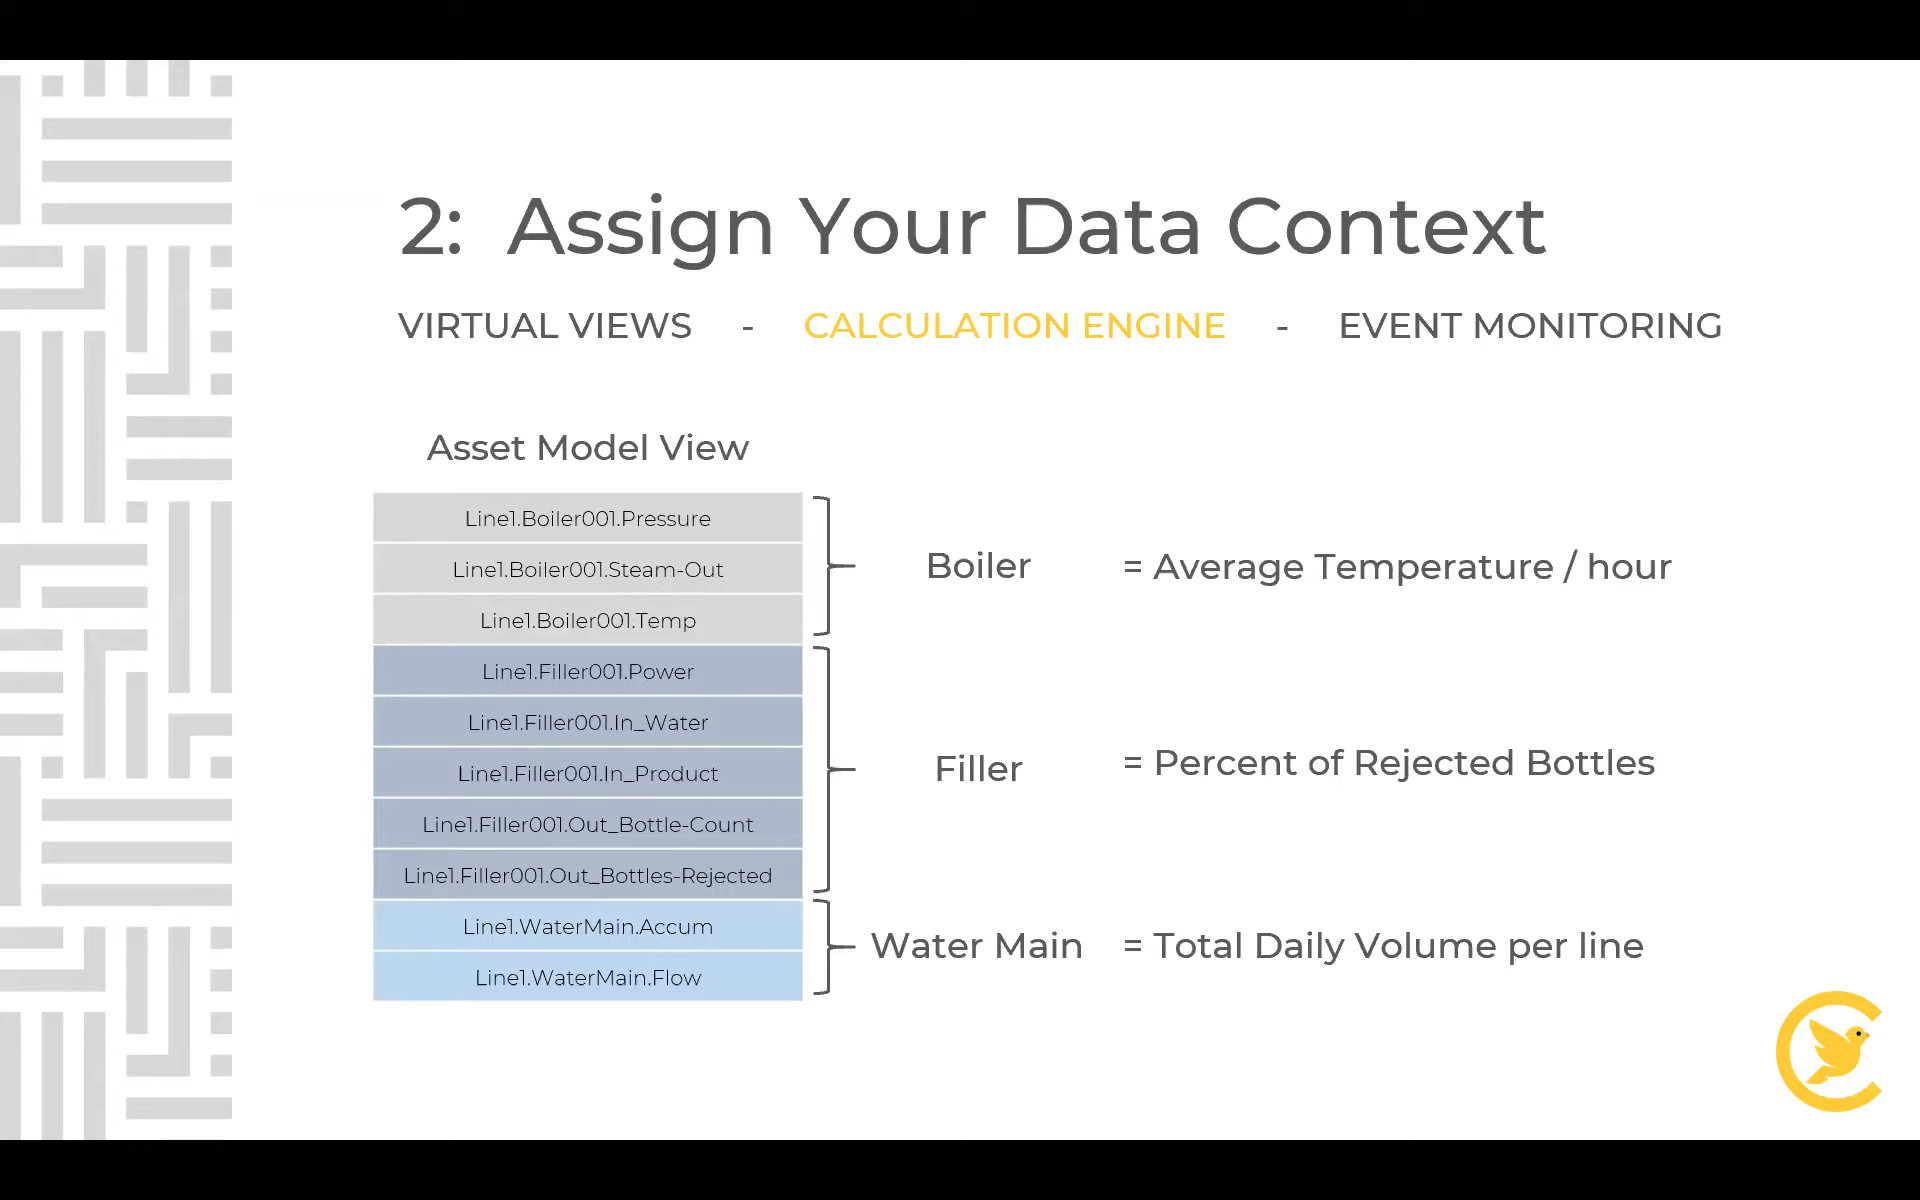 2: Assign Your Data Context
VIRTUAL VIEWS - CALCULATION ENGINE - EVENT MONITORING
Asset Model View
Line1.Boiler001.Pressure
Line1.Boiler001.Steam-Out
Line1.Boiler001.Temp
Boiler = Average Temperature / hour
Line1.Filler001.Power
Line1.Filler001.In_Water
Line1.Filler001.In_Product
Line1.Filler001.Out_Bottle-Count
Line1.Filler001.Out_Bottles-Rejected
Filler = Percent of Rejected Bottles
Line1.WaterMain.Accum
Line1.WaterMain.Flow
Water Main = Total Daily Volume per line